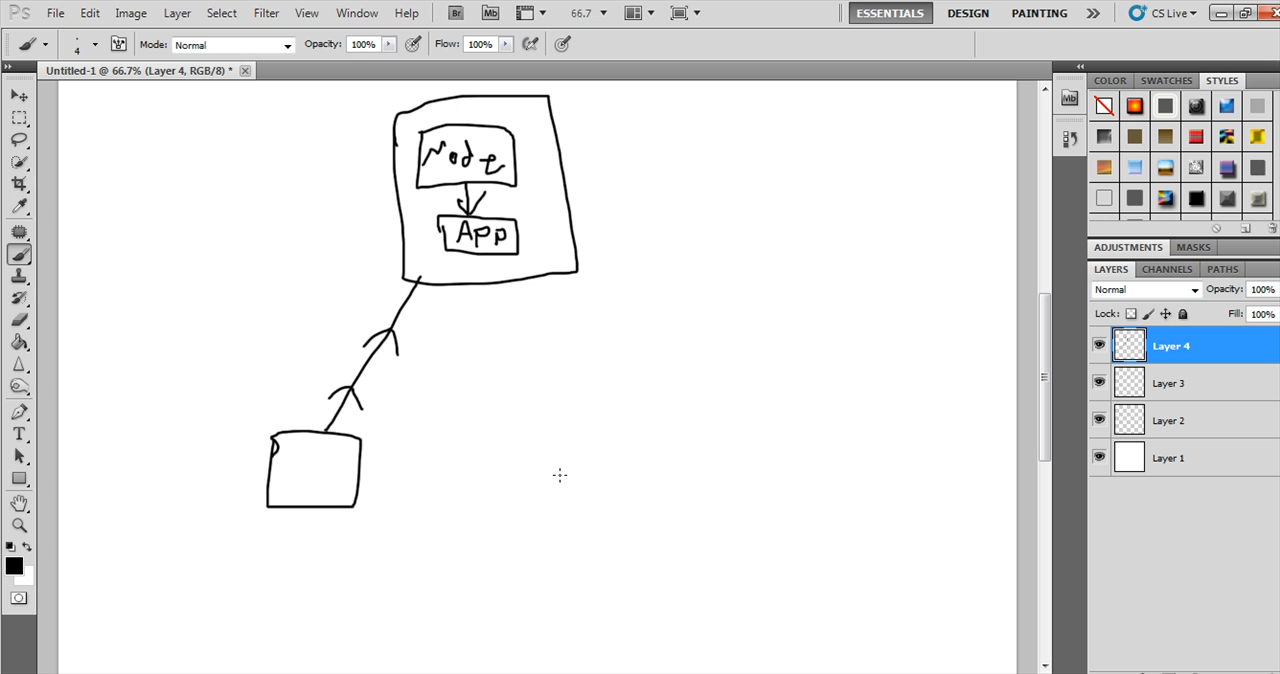 Ps File Edit Image Layer Select Filter View Window Help Br Mb 66.7 ESSENTIALS DESIGN PAINTING CS Live
4 Mode: Normal Opacity: 100% Flow: 100%
Untitled-1 @ 66.7% (Layer 4, RGB/8) *
COLOR SWATCHES STYLES
Mb
Node
App
ADJUSTMENTS MASKS
LAYERS CHANNELS PATHS
Normal Opacity: 100%
Lock: Fill: 100%
Layer 4
Layer 3
Layer 2
Layer 1
T